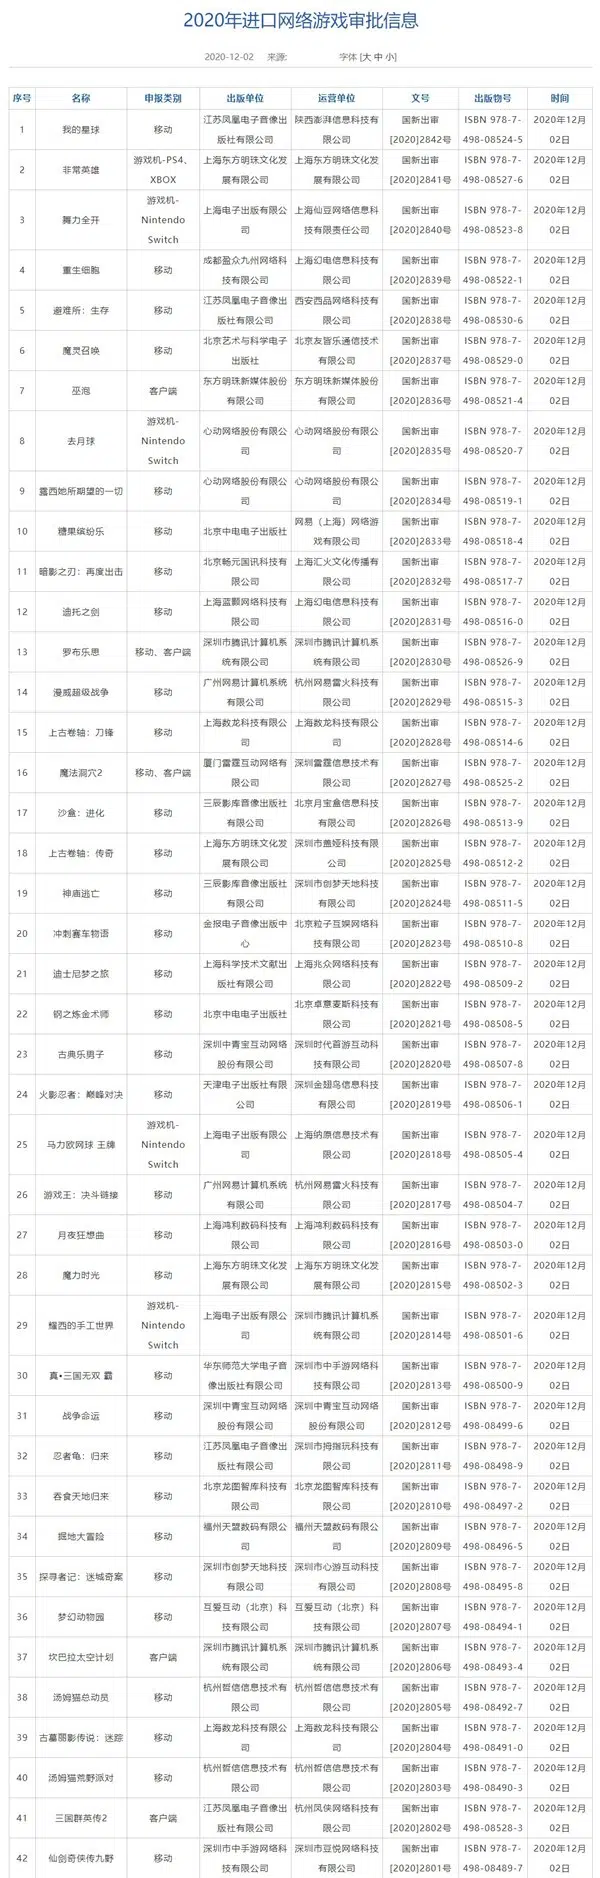 2020年进口网络游戏审批信息
2020-12-02 来源: 字体 [大 中 小]
序号 名称 申报类别 出版单位 运营单位 文号 出版物号 时间
1 我的星球 移动 江苏凤凰电子音像出版社有限公司 陕西澎湃信息科技有限公司 国新出审[2020]2842号 ISBN 978-7-498-08524-5 2020年12月02日
2 非常英雄 游戏机-PS4、XBOX 上海东方明珠文化发展有限公司 上海东方明珠文化发展有限公司 国新出审[2020]2841号 ISBN 978-7-498-08527-6 2020年12月02日
3 舞力全开 游戏机-Nintendo Switch 上海电子出版有限公司 上海仙豆网络信息科技有限责任公司 国新出审[2020]2840号 ISBN 978-7-498-08523-8 2020年12月02日
4 重生细胞 移动 成都盈众九州网络科技有限公司 上海幻电信息科技有限公司 国新出审[2020]2839号 ISBN 978-7-498-08522-1 2020年12月02日
5 避难所：生存 移动 江苏凤凰电子音像出版社有限公司 西安西品网络科技有限公司 国新出审[2020]2838号 ISBN 978-7-498-08530-6 2020年12月02日
6 魔灵召唤 移动 北京艺术与科学电子出版社 北京友皆乐通信技术有限公司 国新出审[2020]2837号 ISBN 978-7-498-08529-0 2020年12月02日
7 巫泡 客户端 东方明珠新媒体股份有限公司 东方明珠新媒体股份有限公司 国新出审[2020]2836号 ISBN 978-7-498-08521-4 2020年12月02日
8 去月球 游戏机-Nintendo Switch 心动网络股份有限公司 心动网络股份有限公司 国新出审[2020]2835号 ISBN 978-7-498-08520-7 2020年12月02日
9 露西她所期望的一切 移动 心动网络股份有限公司 心动网络股份有限公司 国新出审[2020]2834号 ISBN 978-7-498-08519-1 2020年12月02日
10 糖果缤纷乐 移动 北京中电电子出版社 网易（上海）网络游戏有限公司 国新出审[2020]2833号 ISBN 978-7-498-08518-4 2020年12月02日
11 暗影之刃：再度出击 移动 北京畅元国讯科技有限公司 上海汇火文化传播有限公司 国新出审[2020]2832号 ISBN 978-7-498-08517-7 2020年12月02日
12 迪托之剑 移动 上海蓝颢网络科技有限公司 上海幻电信息科技有限公司 国新出审[2020]2831号 ISBN 978-7-498-08516-0 2020年12月02日
13 罗布乐思 移动、客户端 深圳市腾讯计算机系统有限公司 深圳市腾讯计算机系统有限公司 国新出审[2020]2830号 ISBN 978-7-498-08526-9 2020年12月02日
14 漫威超级战争 移动 广州网易计算机系统有限公司 杭州网易雷火科技有限公司 国新出审[2020]2829号 ISBN 978-7-498-08515-3 2020年12月02日
15 上古卷轴：刀锋 移动 上海数龙科技有限公司 上海数龙科技有限公司 国新出审[2020]2828号 ISBN 978-7-498-08514-6 2020年12月02日
16 魔法洞穴2 移动、客户端 厦门雷霆互动网络有限公司 深圳雷霆信息技术有限公司 国新出审[2020]2827号 ISBN 978-7-498-08525-2 2020年12月02日
17 沙盒：进化 移动 三辰影库音像出版社有限公司 北京月宝盒信息科技有限公司 国新出审[2020]2826号 ISBN 978-7-498-08513-9 2020年12月02日
18 上古卷轴：传奇 移动 上海东方明珠文化发展有限公司 深圳市盖娅科技有限公司 国新出审[2020]2825号 ISBN 978-7-498-08512-2 2020年12月02日
19 神庙逃亡 移动 三辰影库音像出版社有限公司 深圳市创梦天地科技有限公司 国新出审[2020]2824号 ISBN 978-7-498-08511-5 2020年12月02日
20 冲刺赛车物语 移动 金报电子音像出版中心 北京粒子互娱网络科技有限公司 国新出审[2020]2823号 ISBN 978-7-498-08510-8 2020年12月02日
21 迪士尼梦之旅 移动 上海科学技术文献出版社有限公司 上海兆众网络科技有限公司 国新出审[2020]2822号 ISBN 978-7-498-08509-2 2020年12月02日
22 钢之炼金术师 移动 北京中电电子出版社 北京卓意麦斯科技有限公司 国新出审[2020]2821号 ISBN 978-7-498-08508-5 2020年12月02日
23 古典乐男子 移动 深圳中青宝互动网络股份有限公司 深圳时代首游互动科技有限公司 国新出审[2020]2820号 ISBN 978-7-498-08507-8 2020年12月02日
24 火影忍者：巅峰对决 移动 天津电子出版社有限公司 深圳金翅鸟信息科技有限公司 国新出审[2020]2819号 ISBN 978-7-498-08506-1 2020年12月02日
25 马力欧网球 王牌 游戏机-Nintendo Switch 上海电子出版有限公司 上海纳原信息技术有限公司 国新出审[2020]2818号 ISBN 978-7-498-08505-4 2020年12月02日
26 游戏王：决斗链接 移动 广州网易计算机系统有限公司 杭州网易雷火科技有限公司 国新出审[2020]2817号 ISBN 978-7-498-08504-7 2020年12月02日
27 月夜狂想曲 移动 上海鸿利数码科技有限公司 上海鸿利数码科技有限公司 国新出审[2020]2816号 ISBN 978-7-498-08503-0 2020年12月02日
28 魔力时光 移动 上海东方明珠文化发展有限公司 上海东方明珠文化发展有限公司 国新出审[2020]2815号 ISBN 978-7-498-08502-3 2020年12月02日
29 耀西的手工世界 游戏机-Nintendo Switch 上海电子出版有限公司 深圳市腾讯计算机系统有限公司 国新出审[2020]2814号 ISBN 978-7-498-08501-6 2020年12月02日
30 真•三国无双 霸 移动 华东师范大学电子音像出版社有限公司 深圳市中手游网络科技有限公司 国新出审[2020]2813号 ISBN 978-7-498-08500-9 2020年12月02日
31 战争命运 移动 深圳中青宝互动网络股份有限公司 深圳中青宝互动网络股份有限公司 国新出审[2020]2812号 ISBN 978-7-498-08499-6 2020年12月02日
32 忍者龟：归来 移动 江苏凤凰电子音像出版社有限公司 深圳市拇指玩科技有限公司 国新出审[2020]2811号 ISBN 978-7-498-08498-9 2020年12月02日
33 吞食天地归来 移动 北京龙图智库科技有限公司 北京龙图智库科技有限公司 国新出审[2020]2810号 ISBN 978-7-498-08497-2 2020年12月02日
34 掘地大冒险 移动 福州天盟数码有限公司 福州天盟数码有限公司 国新出审[2020]2809号 ISBN 978-7-498-08496-5 2020年12月02日
35 探寻者记：迷城奇案 移动 深圳市创梦天地科技有限公司 深圳市心游互动科技有限公司 国新出审[2020]2808号 ISBN 978-7-498-08495-8 2020年12月02日
36 梦幻动物园 移动 互爱互动（北京）科技有限公司 互爱互动（北京）科技有限公司 国新出审[2020]2807号 ISBN 978-7-498-08494-1 2020年12月02日
37 坎巴拉太空计划 客户端 深圳市腾讯计算机系统有限公司 深圳市腾讯计算机系统有限公司 国新出审[2020]2806号 ISBN 978-7-498-08493-4 2020年12月02日
38 汤姆猫总动员 移动 杭州哲信信息技术有限公司 杭州哲信信息技术有限公司 国新出审[2020]2805号 ISBN 978-7-498-08492-7 2020年12月02日
39 古墓丽影传说：迷踪 移动 上海数龙科技有限公司 上海数龙科技有限公司 国新出审[2020]2804号 ISBN 978-7-498-08491-0 2020年12月02日
40 汤姆猫荒野派对 移动 杭州哲信信息技术有限公司 杭州哲信信息技术有限公司 国新出审[2020]2803号 ISBN 978-7-498-08490-3 2020年12月02日
41 三国群英传2 客户端 江苏凤凰电子音像出版社有限公司 杭州凤侠网络科技有限公司 国新出审[2020]2802号 ISBN 978-7-498-08528-3 2020年12月02日
42 仙剑奇侠传九野 移动 深圳市中手游网络科技有限公司 深圳市豆悦网络科技有限公司 国新出审[2020]2801号 ISBN 978-7-498-08489-7 2020年12月02日